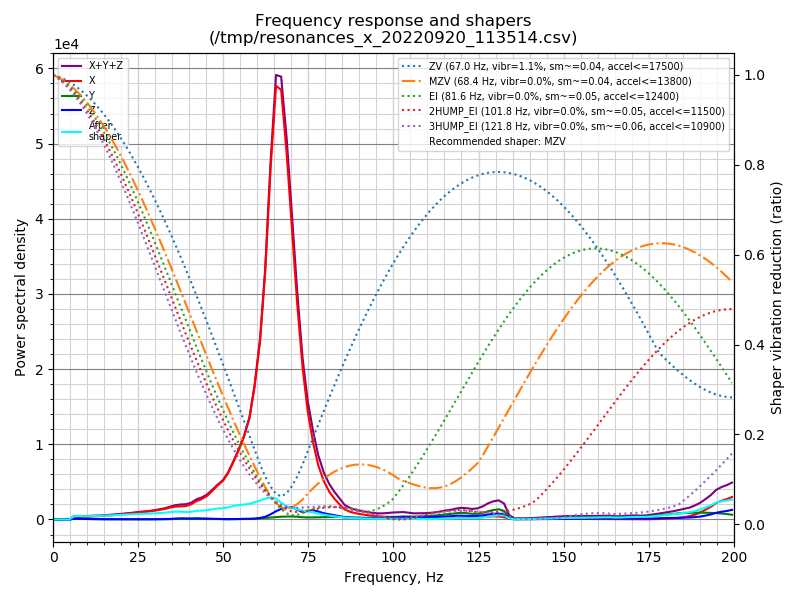 Frequency response and shapers
(/tmp/resonances_x_20220920_113514.csv)
1e4
X+Y+Z
X
Y
Z
After
shaper
ZV (67.0 Hz, vibr=1.1%, sm~=0.04, accel<=17500)
MZV (68.4 Hz, vibr=0.0%, sm~=0.04, accel<=13800)
EI (81.6 Hz, vibr=0.0%, sm~=0.05, accel<=12400)
2HUMP_EI (101.8 Hz, vibr=0.0%, sm~=0.05, accel<=11500)
3HUMP_EI (121.8 Hz, vibr=0.0%, sm~=0.06, accel<=10900)
Recommended shaper: MZV
6
5
4
3
2
1
0
Power spectral density
1.0
0.8
0.6
0.4
0.2
0.0
Shaper vibration reduction (ratio)
0 25 50 75 100 125 150 175 200
Frequency, Hz